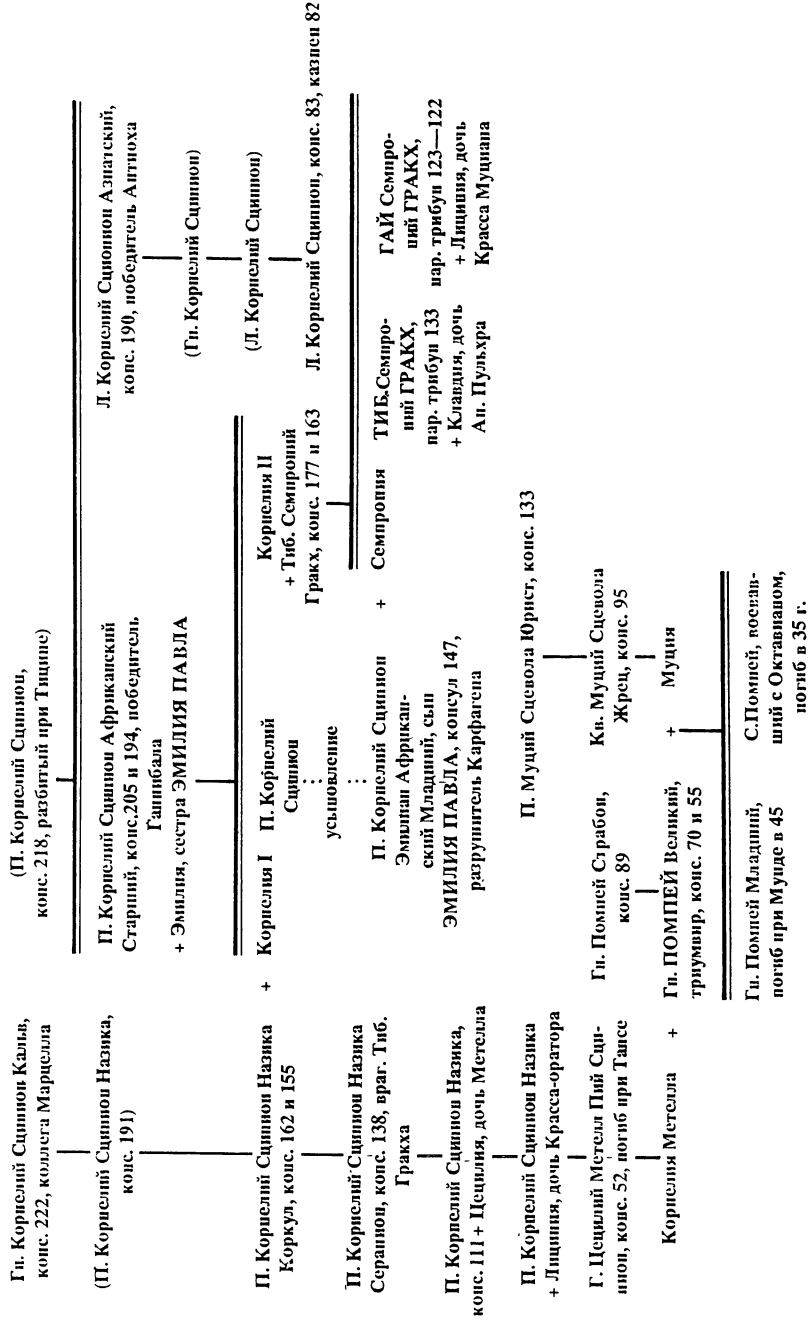 Гн. Корнелий Сципион Кальв,
конс. 222, коллега Марцелла
(П. Корнелий Сципион,
конс. 218, разбитый при Тицине)
(П. Корнелий Сципион Назика,
конс. 191)
П. Корнелий Сципион Африканский
Старший, конс.205 и 194, победитель
Ганнибала
+ Эмилия, сестра ЭМИЛИЯ ПАВЛА
Л. Корнелий Сципион Азиатский,
конс. 190, победитель Антиоха
(Гн. Корнелий Сципион)
(Л. Корнелий Сципион)
Л. Корнелий Сципион, конс. 83, казнен 82
П. Корнелий Сципион Назика
Коркул, конс. 162 и 155
+
Корнелия I
П. Корнелий
Сципион
усыновление
Корнелия II
+ Тиб. Семпроний
Гракх, конс. 177 и 163
П. Корнелий Сципион Назика
Серапион, конс. 138, враг. Тиб.
Гракха
П. Корнелий Сципион
Эмилиан Африкан-
ский Младший, сын
ЭМИЛИЯ ПАВЛА, консул 147,
разрушитель Карфагена
+
Семпрония
ТИБ.Семпро-
ний ГРАКХ,
нар. трибун 133
+ Клавдия, дочь
Ап. Пульхра
ГАЙ Семпро-
ний ГРАКХ,
нар. трибун 123—122
+ Лициния, дочь
Красса Муциана
П. Корнелий Сципион Назика,
конс. 111+ Цецилия, дочь Метелла
П. Корнелий Сципион Назика
+ Лициния, дочь Красса-оратора
П. Муций Сцевола Юрист, конс. 133
Г. Цецилий Метелл Пий Сци-
пион, конс. 52, погиб при Тапсе
Гн. Помпей Страбон,
конс. 89
Кв. Муций Сцевола
Жрец, конс. 95
Корнелия Метелла
+
Гн. ПОМПЕЙ Великий,
триумвир, конс. 70 и 55
+
Муция
Гн. Помпей Младший,
погиб при Мунде в 45
С.Помпей, воевав-
ший с Октавианом,
погиб в 35 г.